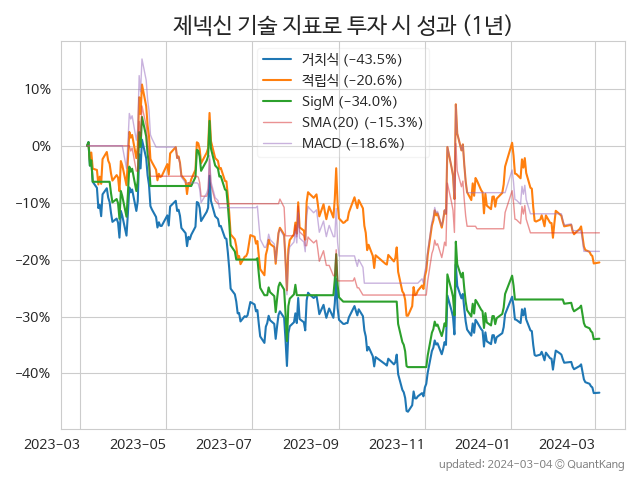 제넥신 기술 지표로 투자 시 성과 (1년)
거치식 (−43.5%)
적립식 (−20.6%)
SigM (−34.0%)
SMA(20) (−15.3%)
MACD (−18.6%)
10%
0%
−10%
−20%
−30%
−40%
2023-03 2023-05 2023-07 2023-09 2023-11 2024-01 2024-03
updated: 2024-03-04 ⓒ QuantKang